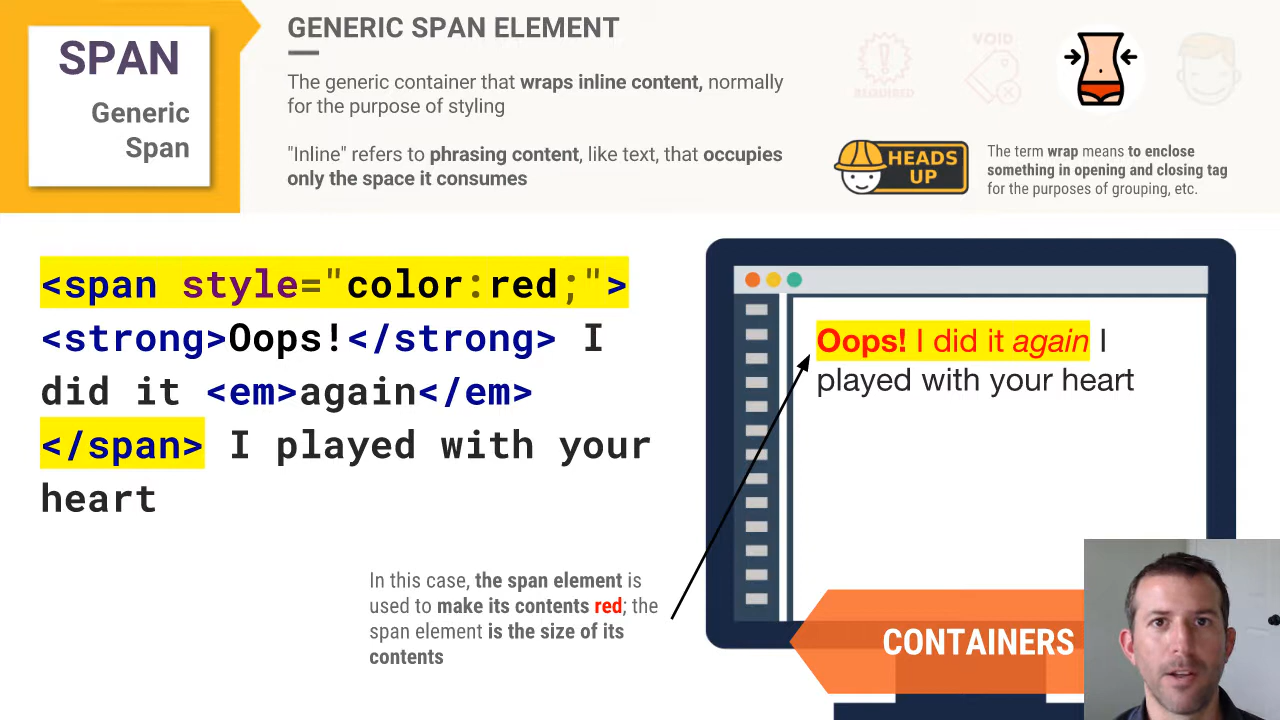 SPAN
Generic
Span
GENERIC SPAN ELEMENT
The generic container that wraps inline content, normally
for the purpose of styling
"Inline" refers to phrasing content, like text, that occupies
only the space it consumes
REQUIRED
VOID
HEADS
UP
The term wrap means to enclose
something in opening and closing tag
for the purposes of grouping, etc.
<span style="color:red;">
<strong>Oops!</strong> I
did it <em>again</em>
</span> I played with your
heart
Oops! I did it again I
played with your heart
In this case, the span element is
used to make its contents red; the
span element is the size of its
contents
CONTAINERS